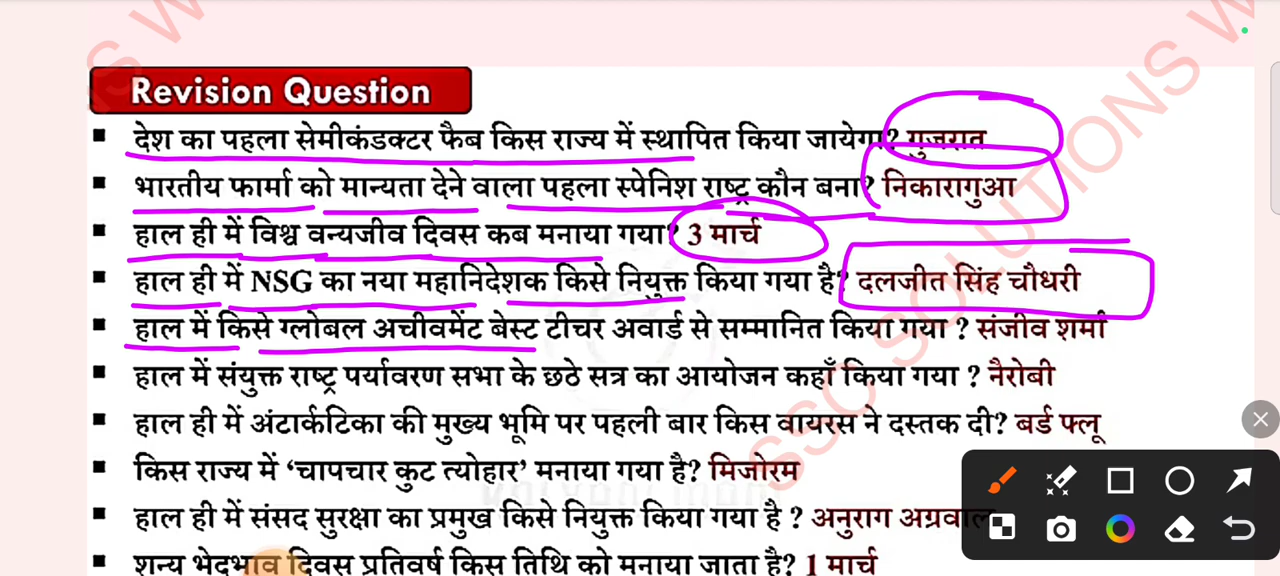 Revision Question
देश का पहला सेमीकंडक्टर फैब किस राज्य में स्थापित किया जायेगा? गुजरात
भारतीय फार्मा को मान्यता देने वाला पहला स्पेनिश राष्ट्र कौन बना? निकारागुआ
हाल ही में विश्व वन्यजीव दिवस कब मनाया गया? 3 मार्च
हाल ही में NSG का नया महानिदेशक किसे नियुक्त किया गया है? दलजीत सिंह चौधरी
हाल में किसे ग्लोबल अचीवमेंट बेस्ट टीचर अवार्ड से सम्मानित किया गया ? संजीव शर्मा
हाल में संयुक्त राष्ट्र पर्यावरण सभा के छठे सत्र का आयोजन कहाँ किया गया ? नैरोबी
हाल ही में अंटार्कटिका की मुख्य भूमि पर पहली बार किस वायरस ने दस्तक दी? बर्ड फ्लू
किस राज्य में ‘चापचार कुट त्योहार’ मनाया गया है? मिजोरम
हाल ही में संसद सुरक्षा का प्रमुख किसे नियुक्त किया गया है ? अनुराग अग्रवाल
शून्य भेदभाव दिवस प्रतिवर्ष किस तिथि को मनाया जाता है? 1 मार्च
SSC SOLUTIONS W